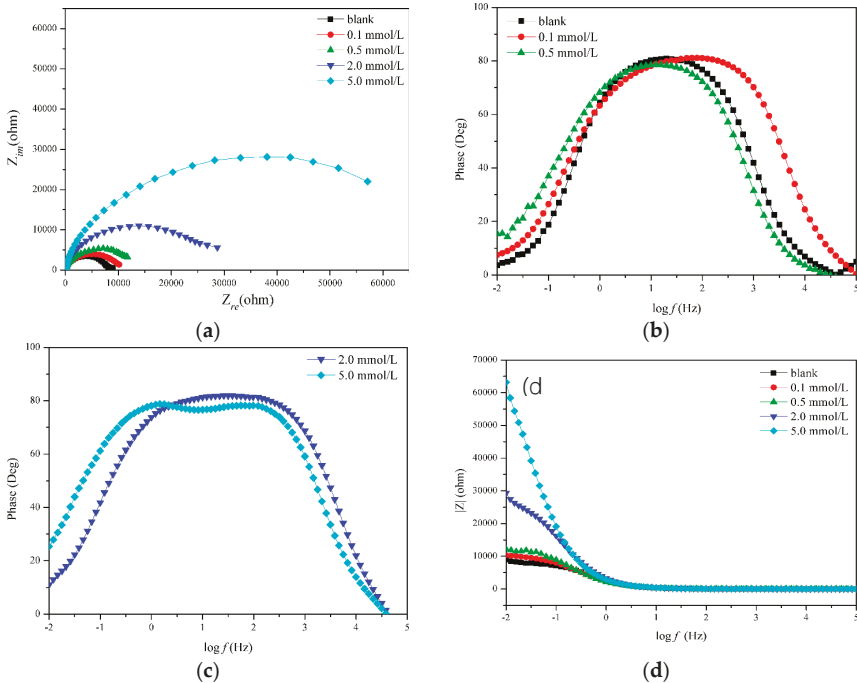 60000
50000
40000
30000
20000
10000
0
0 10000 20000 30000 40000 50000 60000
Z_im(ohm)
Z_re(ohm)
blank
0.1 mmol/L
0.5 mmol/L
2.0 mmol/L
5.0 mmol/L
(a)
100
80
60
40
20
0
-2 -1 0 1 2 3 4 5
Phase (Deg)
log f (Hz)
blank
0.1 mmol/L
0.5 mmol/L
(b)
100
80
60
40
20
0
-2 -1 0 1 2 3 4 5
Phase (Deg)
log f (Hz)
2.0 mmol/L
5.0 mmol/L
(c)
70000
60000
50000
40000
30000
20000
10000
0
-2 -1 0 1 2 3 4 5
|Z| (ohm)
log f (Hz)
(d
blank
0.1 mmol/L
0.5 mmol/L
2.0 mmol/L
5.0 mmol/L
(d)